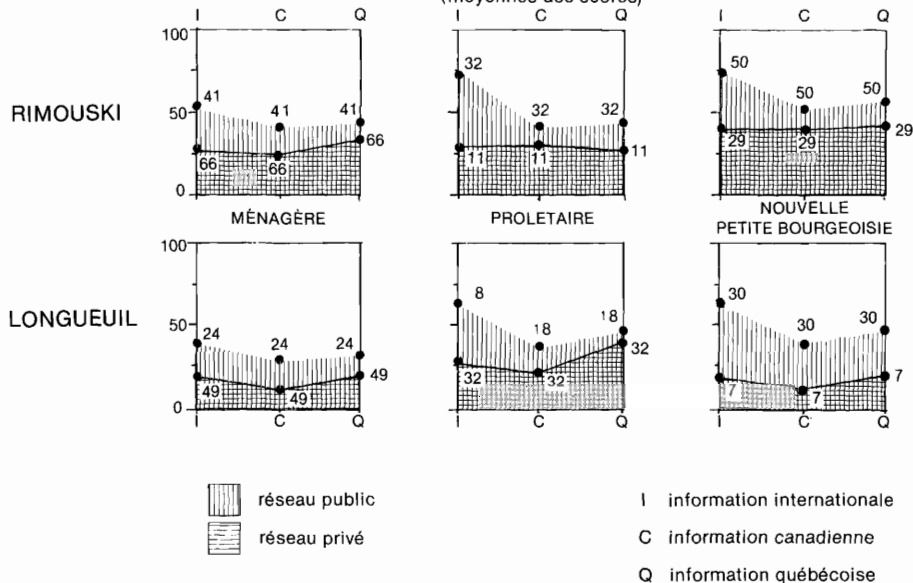 (moyennes des scores)
I C Q I C Q I C Q
100
50
0
RIMOUSKI
41 41 41
66 66 66
32 32 32
11 11 11
50 50 50
29 29 29
MÉNAGÈRE
PROLETAIRE
NOUVELLE
PETITE BOURGEOISIE
100
50
0
LONGUEUIL
24 24 24
49 49 49
8 18 18
32 32 32
30 30 30
7 7 7
I C Q I C Q I C Q
réseau public
réseau privé
I information internationale
C information canadienne
Q information québécoise